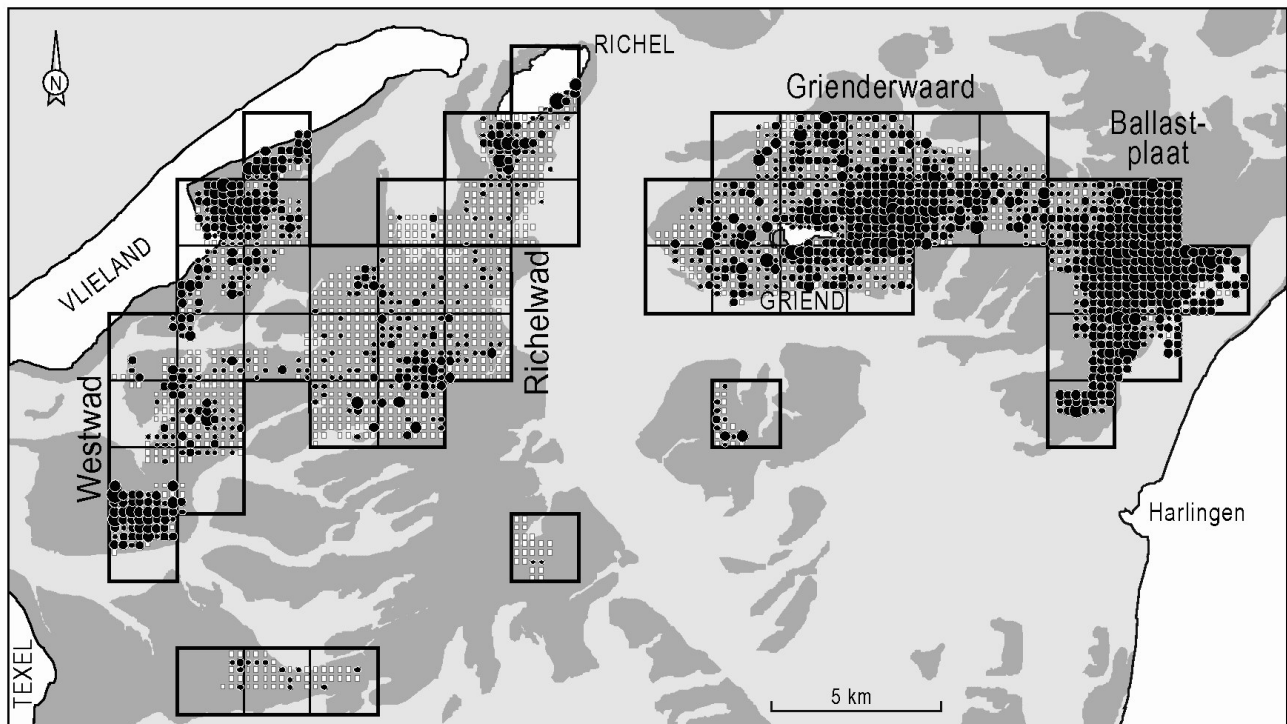 N
RICHEL
Grienderwaard
Ballast-
plaat
VLIELAND
Richelwad
GRIEND
Westwad
Harlingen
TEXEL
5 km